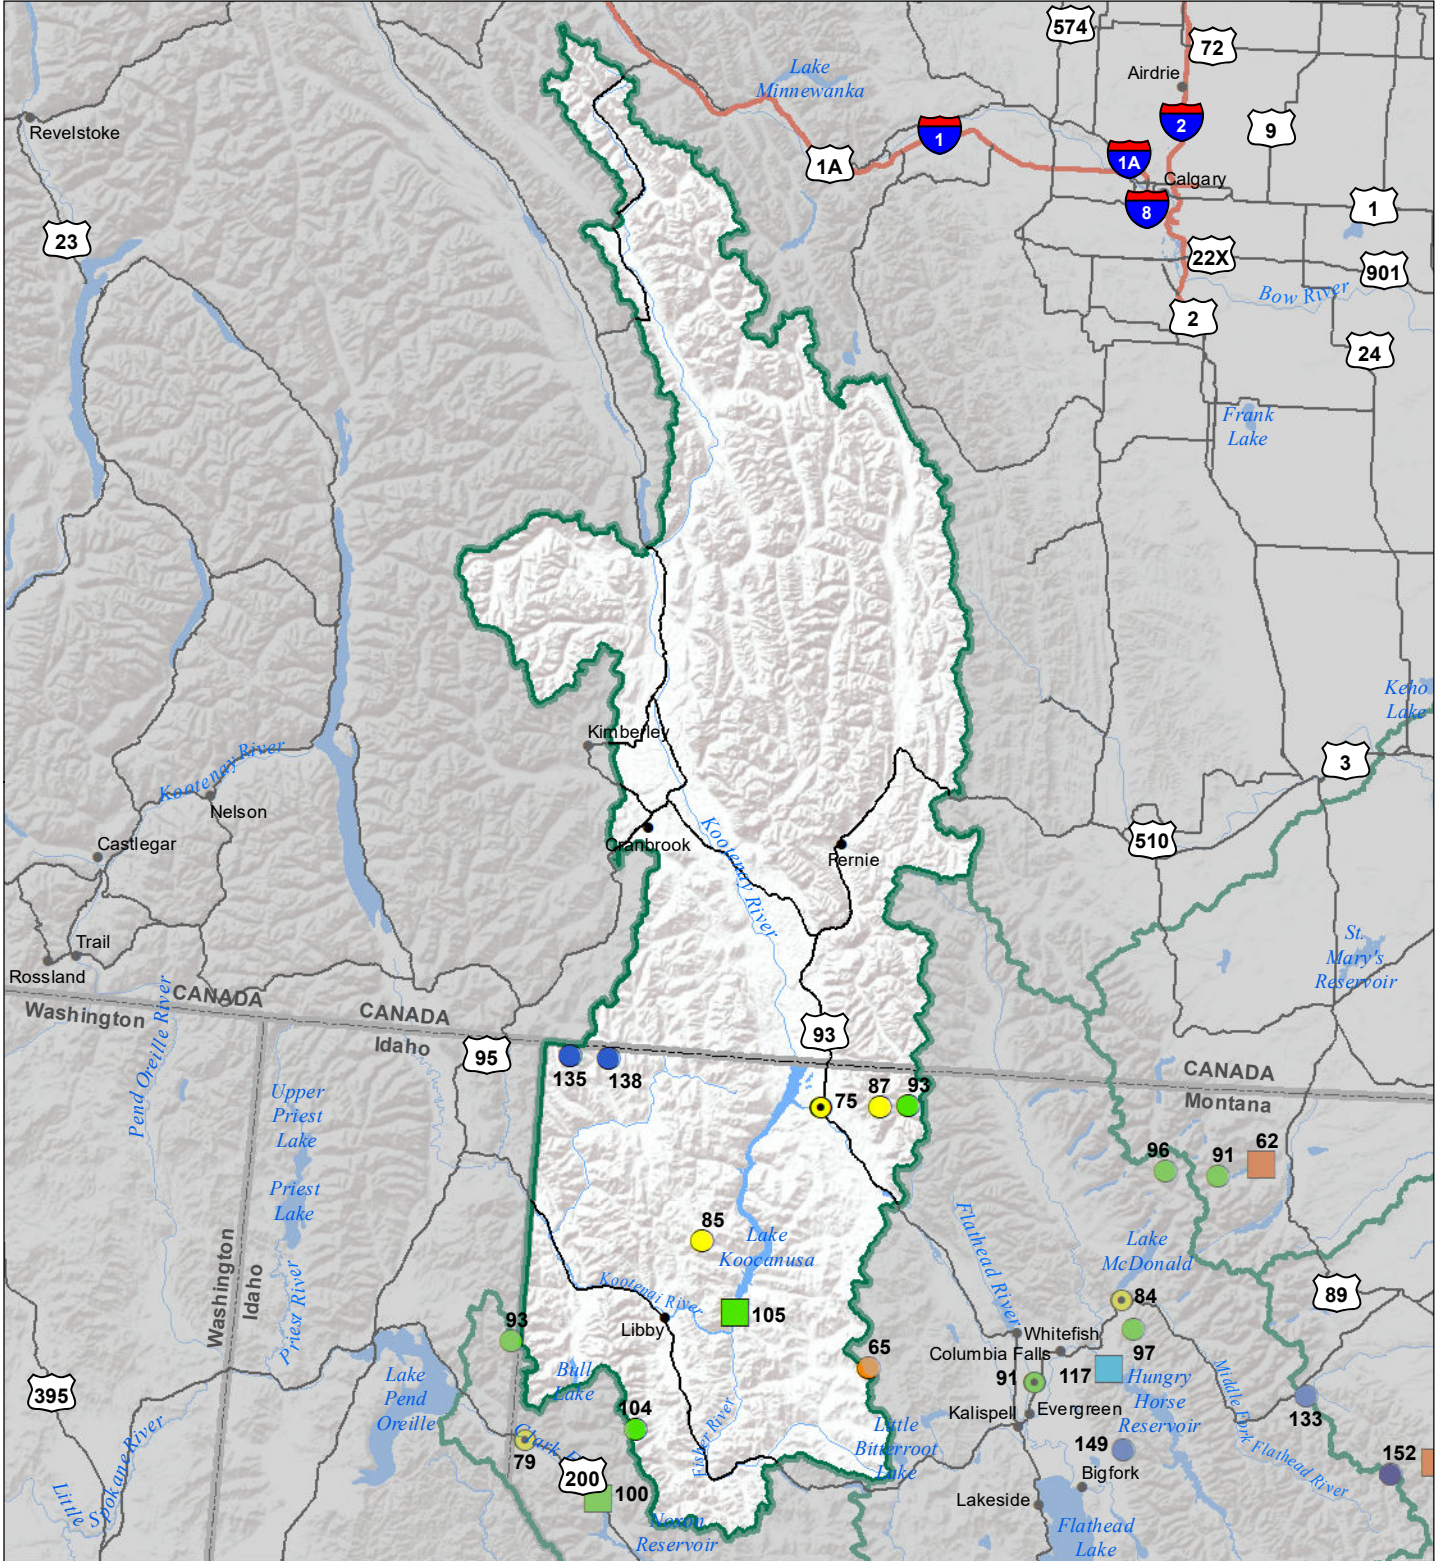 574
72
Lake
Minnewanka
Airdrie
Revelstoke
2
9
1
1A
1A
Calgary
8
1
23
22X
901
Bow River
2
24
Frank
Lake
Keho
Lake
Kimberley
3
Kootenay River
Nelson
Castlegar
Cranbrook
Kootenay River
Fernie
510
Trail
Rossland
St.
Mary's
Reservoir
CANADA
Washington
CANADA
Idaho
Pend Oreille River
95
93
135
138
CANADA
Montana
Upper
Priest
Lake
75
87
93
96
91
62
Priest
Lake
85
Lake
Koocanusa
Flathead River
Lake
McDonald
Washington
Idaho
Priest River
Kootenai River
105
Libby
84
89
93
Whitefish
Columbia Falls
97
65
91
117
Hungry
Horse
Reservoir
Middle Fork Flathead River
395
Lake
Pend
Oreille
Bull
Lake
104
Kalispell
Evergreen
133
Clark F
79
Fisher River
Little
Bitterroot
Lake
149
152
Little
Spokane River
200
100
Bigfork
Lakeside
Noxon
Reservoir
Flathead
Lake